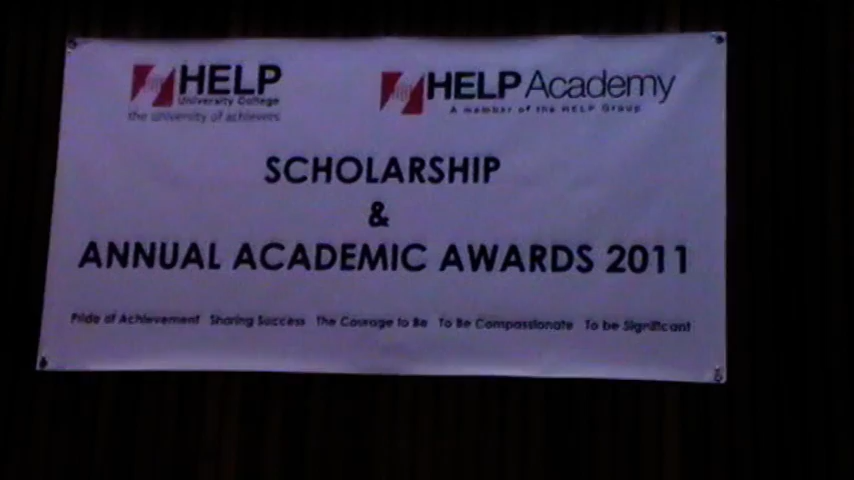 HELP
University College
the university of achievers
HELP Academy
A member of the HELP Group
SCHOLARSHIP
&
ANNUAL ACADEMIC AWARDS 2011
Pride of Achievement Sharing Success The Courage to Be To Be Compassionate To be Significant